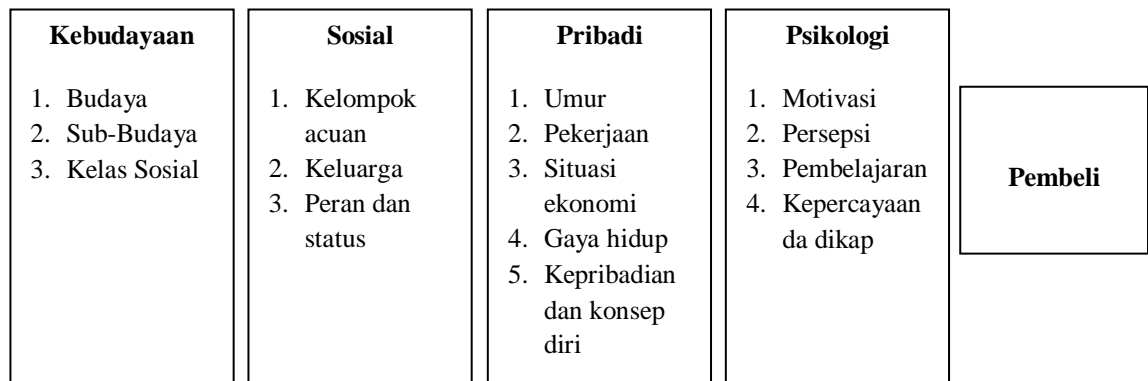 Kebudayaan
1. Budaya
2. Sub-Budaya
3. Kelas Sosial
Sosial
1. Kelompok
acuan
2. Keluarga
3. Peran dan
status
Pribadi
1. Umur
2. Pekerjaan
3. Situasi
ekonomi
4. Gaya hidup
5. Kepribadian
dan konsep
diri
Psikologi
1. Motivasi
2. Persepsi
3. Pembelajaran
4. Kepercayaan
da dikap
Pembeli